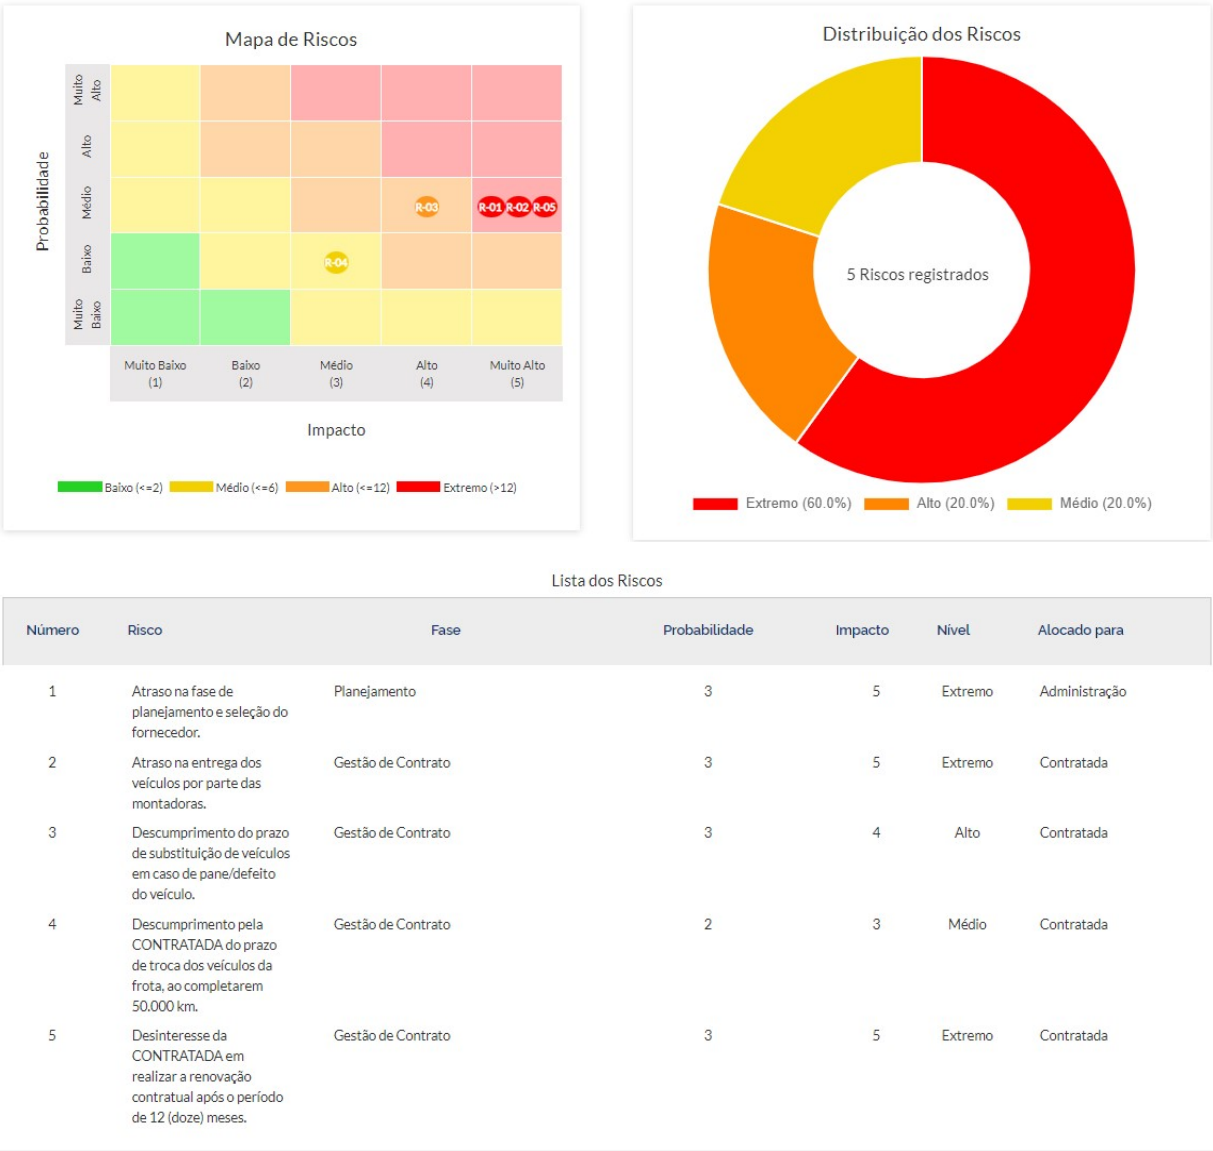 Mapa de Riscos
Probabilidade
Muito
Alto
Alto
Médio
Baixo
Muito
Baixo
R-03
R-01 R-02 R-05
R-04
Muito Baixo
(1)
Baixo
(2)
Médio
(3)
Alto
(4)
Muito Alto
(5)
Impacto
Baixo (<=2) Médio (<=6) Alto (<=12) Extremo (>12)
Distribuição dos Riscos
5 Riscos registrados
Extremo (60.0%) Alto (20.0%) Médio (20.0%)
Lista dos Riscos
Número Risco Fase Probabilidade Impacto Nível Alocado para
1 Atraso na fase de Planejamento 3 5 Extremo Administração
planejamento e seleção do
fornecedor.
2 Atraso na entrega dos Gestão de Contrato 3 5 Extremo Contratada
veículos por parte das
montadoras.
3 Descumprimento do prazo Gestão de Contrato 3 4 Alto Contratada
de substituição de veículos
em caso de pane/defeito
do veículo.
4 Descumprimento pela Gestão de Contrato 2 3 Médio Contratada
CONTRATADA do prazo
de troca dos veículos da
frota, ao completarem
50.000 km.
5 Desinteresse da Gestão de Contrato 3 5 Extremo Contratada
CONTRATADA em
realizar a renovação
contratual após o período
de 12 (doze) meses.